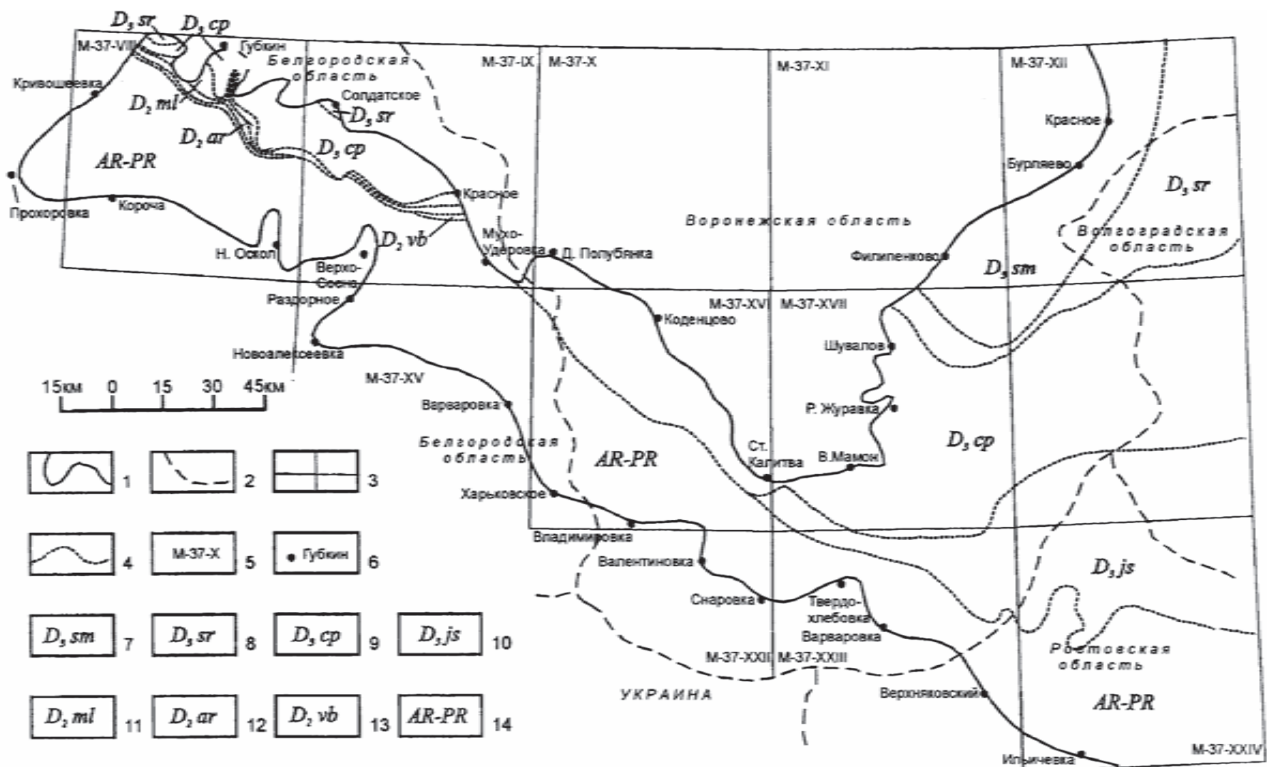 D₃ sr
D₃ cp
М-37-VIII
Губкин
Белгородская
область
М-37-IX
М-37-X
М-37-XI
М-37-XII
Кривошеевка
Солдатское
D₃ sr
D₂ ml
D₂ ar
D₃ cp
AR-PR
Красное
Бурляево
D₃ sr
Прохоровка
Короча
Красное
Воронежская область
Волгоградская
область
D₂ vb
Н. Оскол
Верхо-
Сосна
Мухо-
Удеровка
Д. Полубянка
Филипенково
D₃ sm
Раздорное
М-37-XVI
М-37-XVII
Коденцово
Новоалексеевка
Шувалов
15км 0 15 30 45км
М-37-XV
Варваровка
Р. Журавка
Белгородская
область
AR-PR
Ст.
Калитва
В.Мамон
D₃ cp
Харьковское
Владимировка
Валентиновка
D₃ js
Снаровка
Твердо-
хлебовка
Варваровка
Ростовская
область
М-37-XXII
М-37-XXIII
УКРАИНА
Верхняковский
AR-PR
Ильичевка
М-37-XXIV
1
2
3
4
М-37-X 5
Губкин 6
D₃ sm 7
D₃ sr 8
D₃ cp 9
D₃ js 10
D₂ ml 11
D₂ ar 12
D₂ vb 13
AR-PR 14